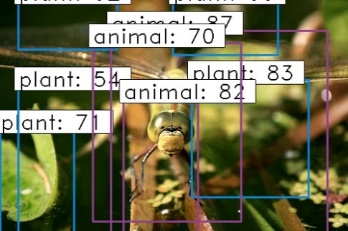 animal: 87
animal: 70
plant: 83
plant: 54
animal: 82
plant: 71